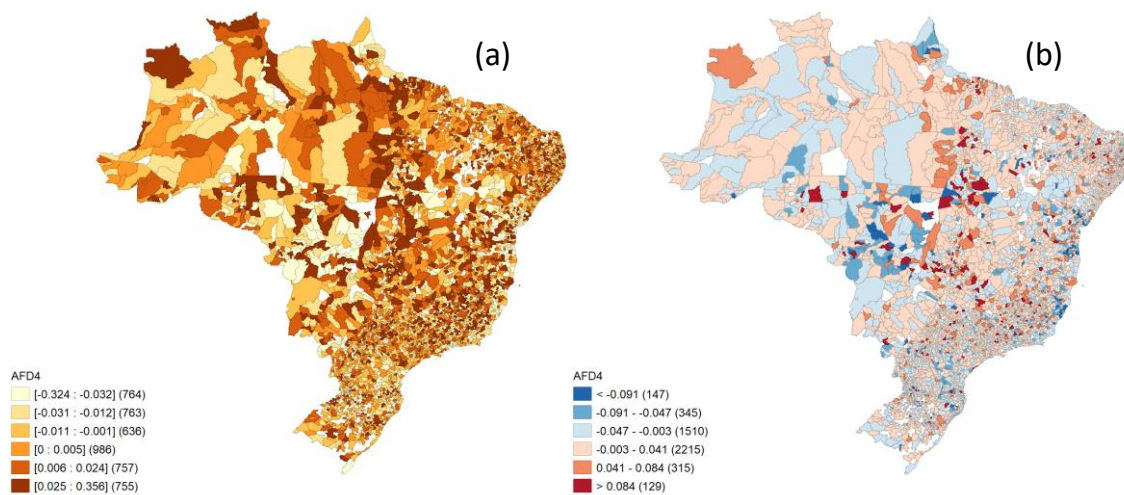 (a)
AFD4
[-0.324 : -0.032] (764)
[-0.031 : -0.012] (763)
[-0.011 : -0.001] (636)
[0 : 0.005] (986)
[0.006 : 0.024] (757)
[0.025 : 0.356] (755)
(b)
AFD4
< -0.091 (147)
-0.091 - -0.047 (345)
-0.047 - -0.003 (1510)
-0.003 - 0.041 (2215)
0.041 - 0.084 (315)
> 0.084 (129)